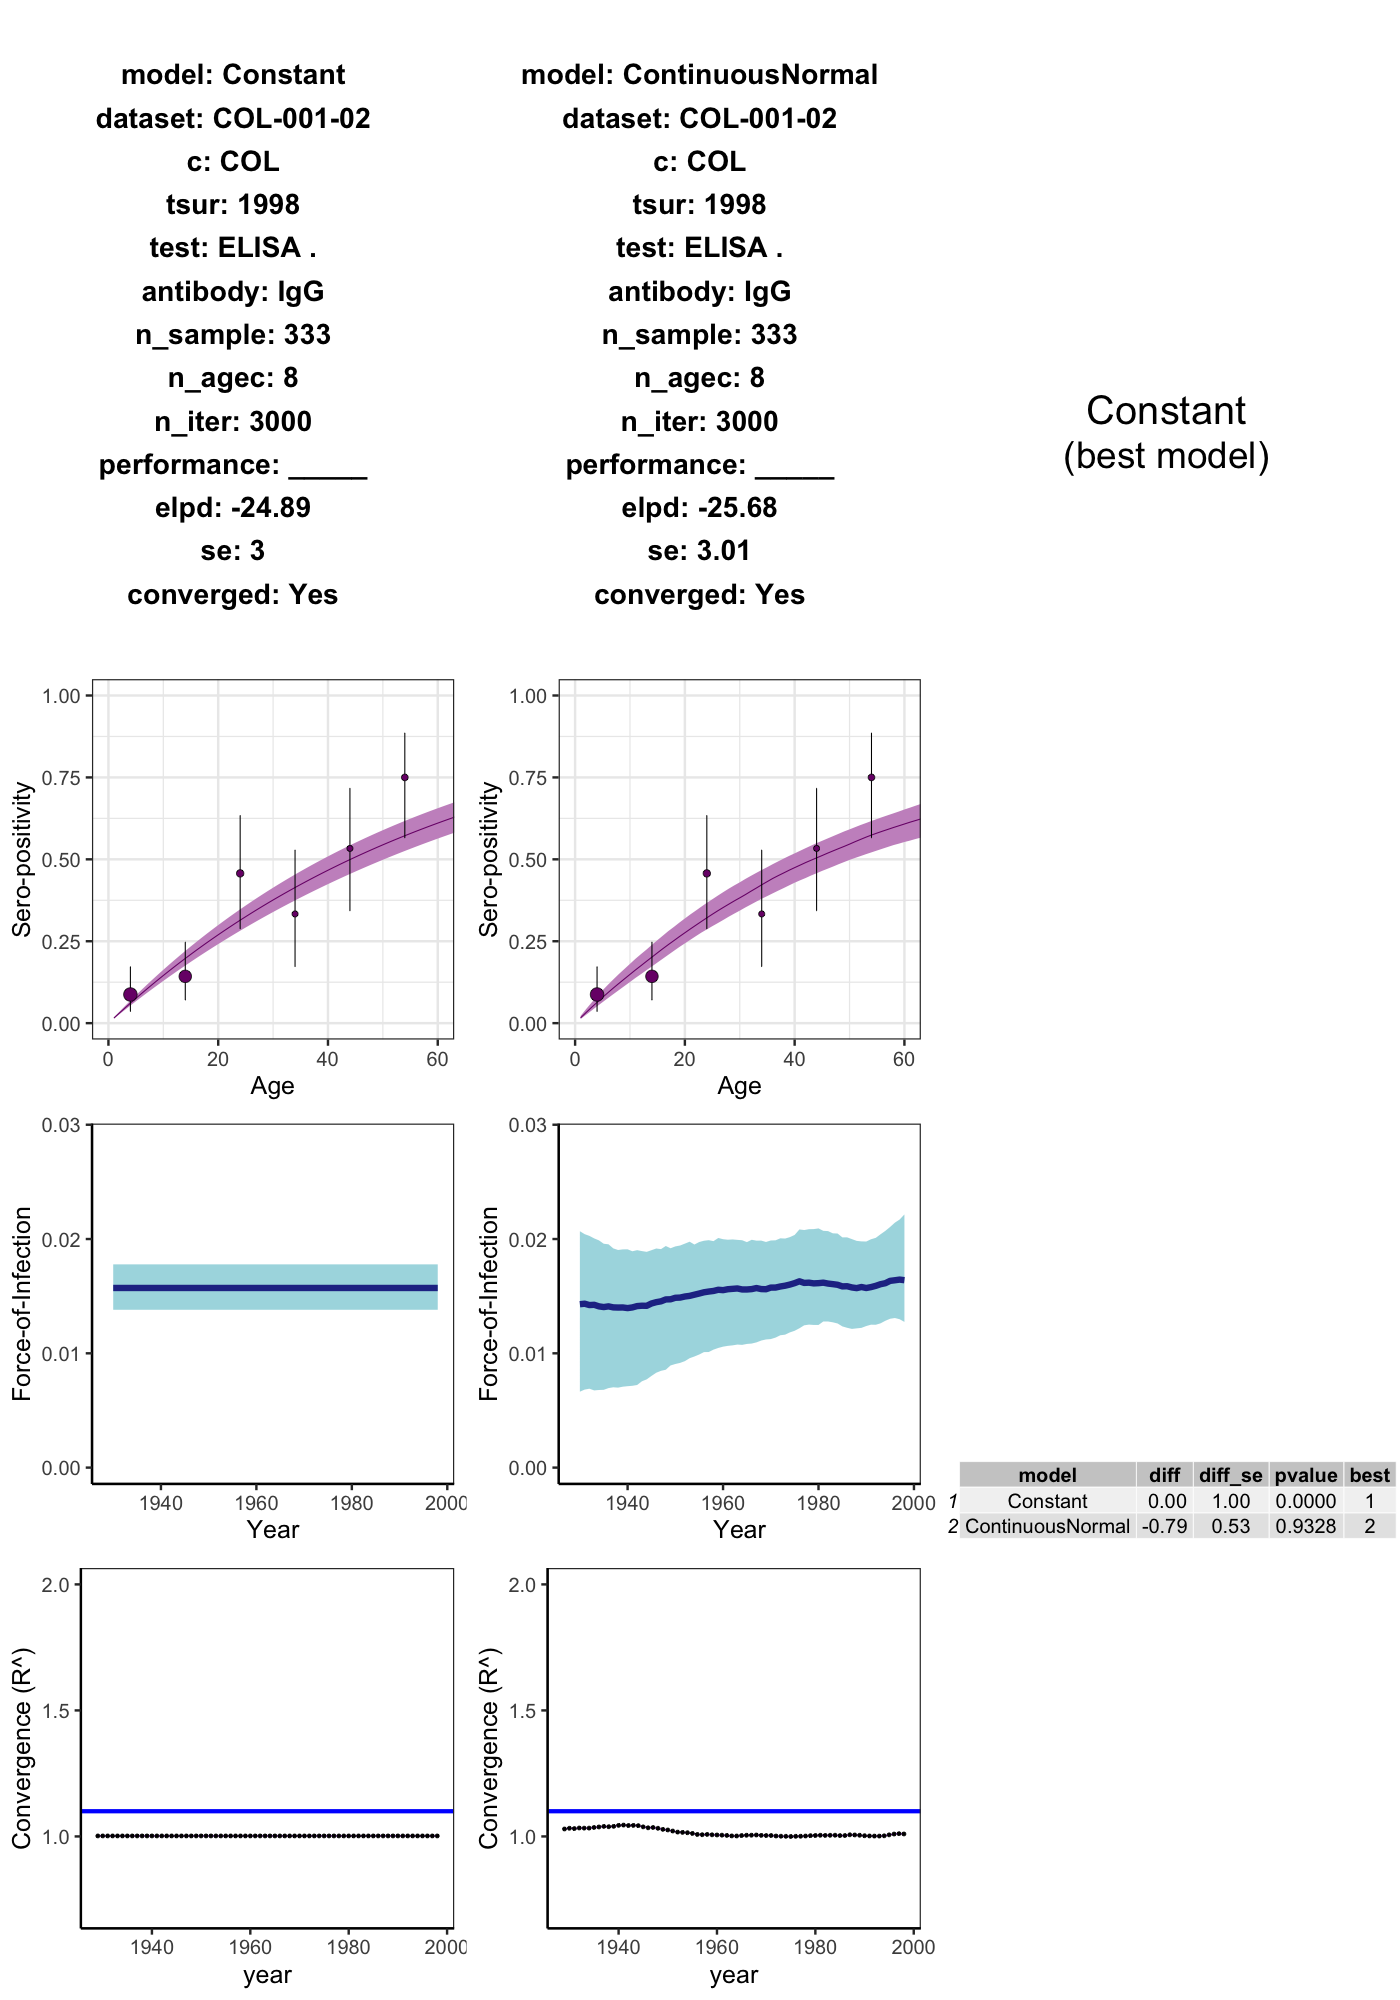 model: Constant
dataset: COL-001-02
c: COL
tsur: 1998
test: ELISA .
antibody: IgG
n_sample: 333
n_agec: 8
n_iter: 3000
performance: _____
elpd: -24.89
se: 3
converged: Yes
model: ContinuousNormal
dataset: COL-001-02
c: COL
tsur: 1998
test: ELISA .
antibody: IgG
n_sample: 333
n_agec: 8
n_iter: 3000
performance: _____
elpd: -25.68
se: 3.01
converged: Yes
Constant
(best model)
Sero-positivity
1.00
0.75
0.50
0.25
0.00
0 20 40 60
Age
Sero-positivity
1.00
0.75
0.50
0.25
0.00
0 20 40 60
Age
Force-of-Infection
0.03
0.02
0.01
0.00
1940 1960 1980 2000
Year
Force-of-Infection
0.03
0.02
0.01
0.00
1940 1960 1980 2000
Year
model diff diff_se pvalue best
1 Constant 0.00 1.00 0.0000 1
2 ContinuousNormal -0.79 0.53 0.9328 2
Convergence (R^)
2.0
1.5
1.0
1940 1960 1980 2000
year
Convergence (R^)
2.0
1.5
1.0
1940 1960 1980 2000
year